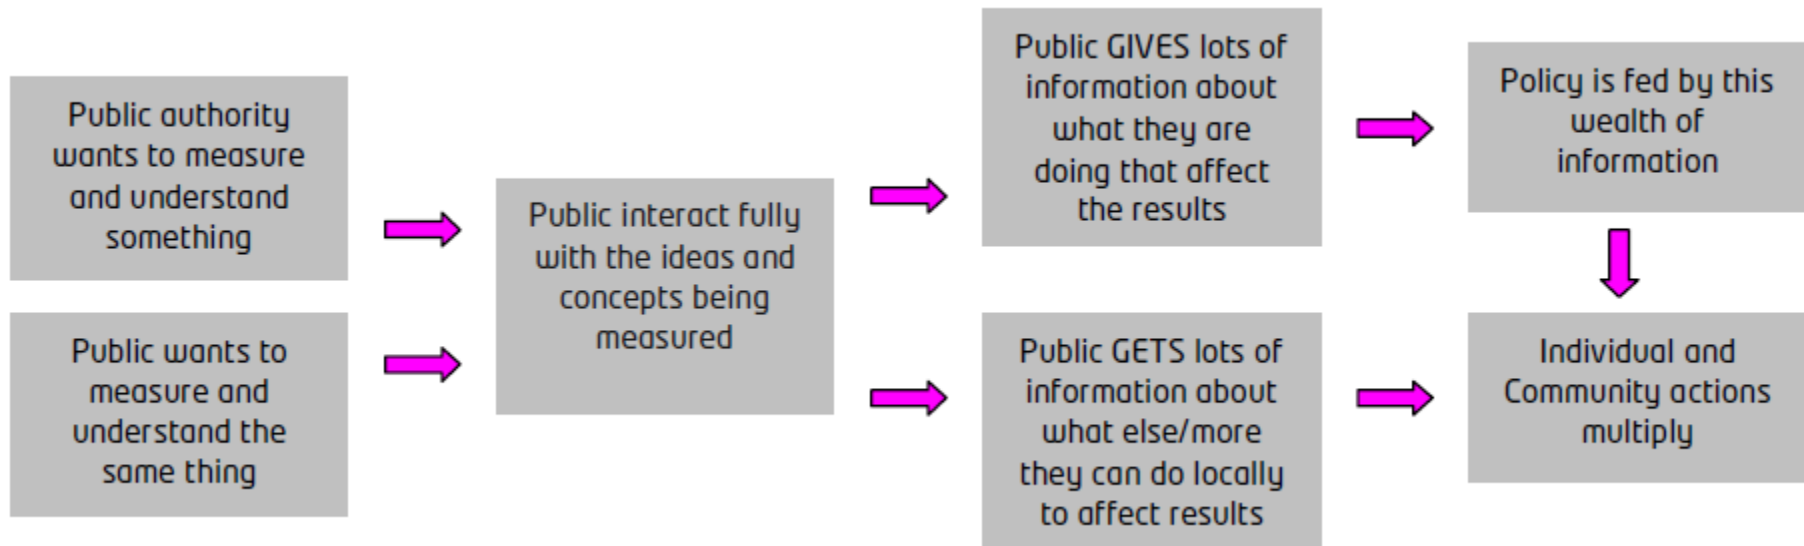 Public authority
wants to measure
and understand
something
Public wants to
measure and
understand the
same thing
Public interact fully
with the ideas and
concepts being
measured
Public GIVES lots of
information about
what they are
doing that affect
the results
Public GETS lots of
information about
what else/more
they can do locally
to affect results
Policy is fed by this
wealth of
information
Individual and
Community actions
multiply